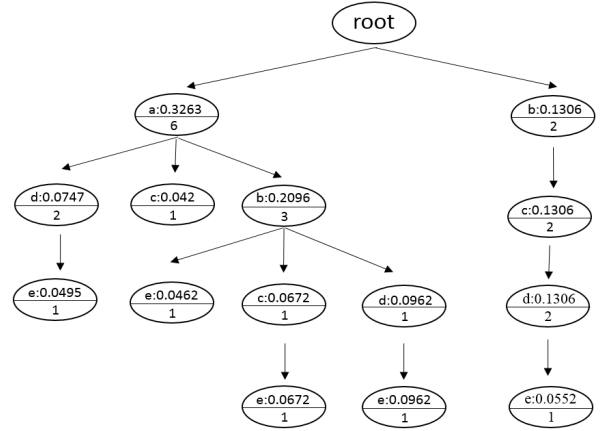 root
a:0.3263
6
b:0.1306
2
d:0.0747
2
c:0.042
1
b:0.2096
3
c:0.1306
2
e:0.0495
1
e:0.0462
1
c:0.0672
1
d:0.0962
1
d:0.1306
2
e:0.0672
1
e:0.0962
1
e:0.0552
1